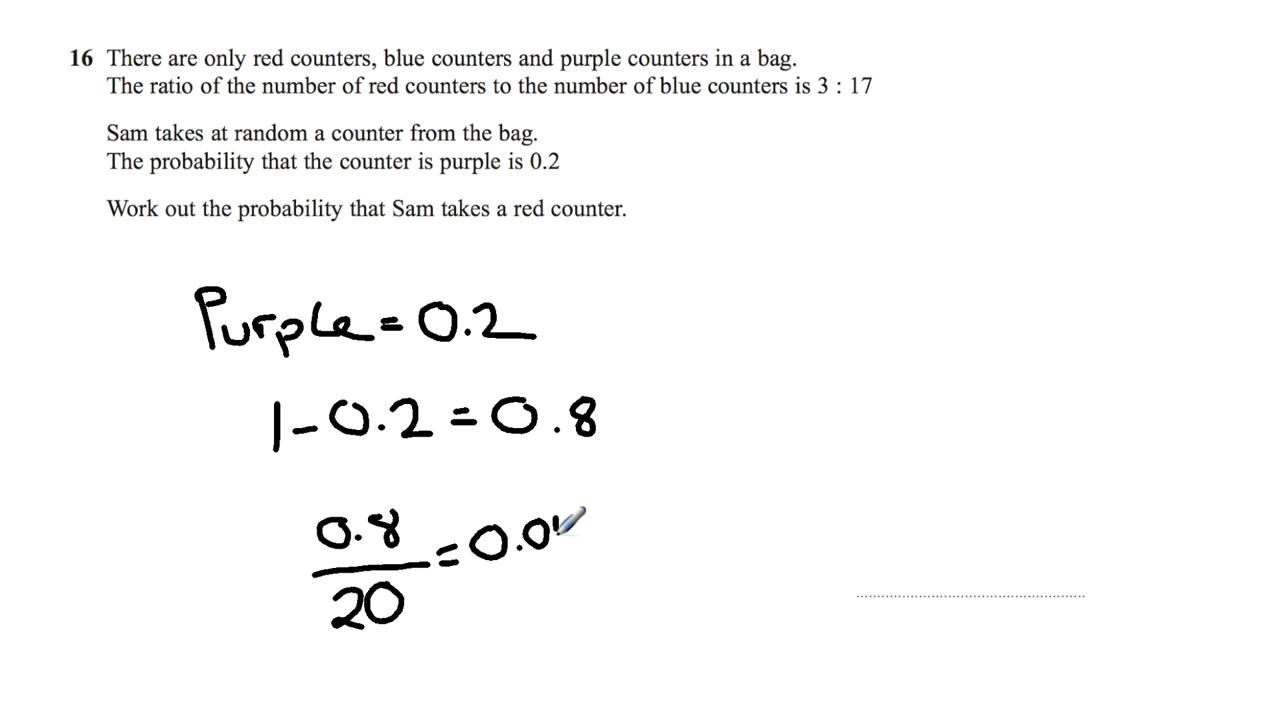 16 There are only red counters, blue counters and purple counters in a bag.
The ratio of the number of red counters to the number of blue counters is 3 : 17
Sam takes at random a counter from the bag.
The probability that the counter is purple is 0.2
Work out the probability that Sam takes a red counter.
Purple = 0.2
1 - 0.2 = 0.8
0.8
20
= 0.0